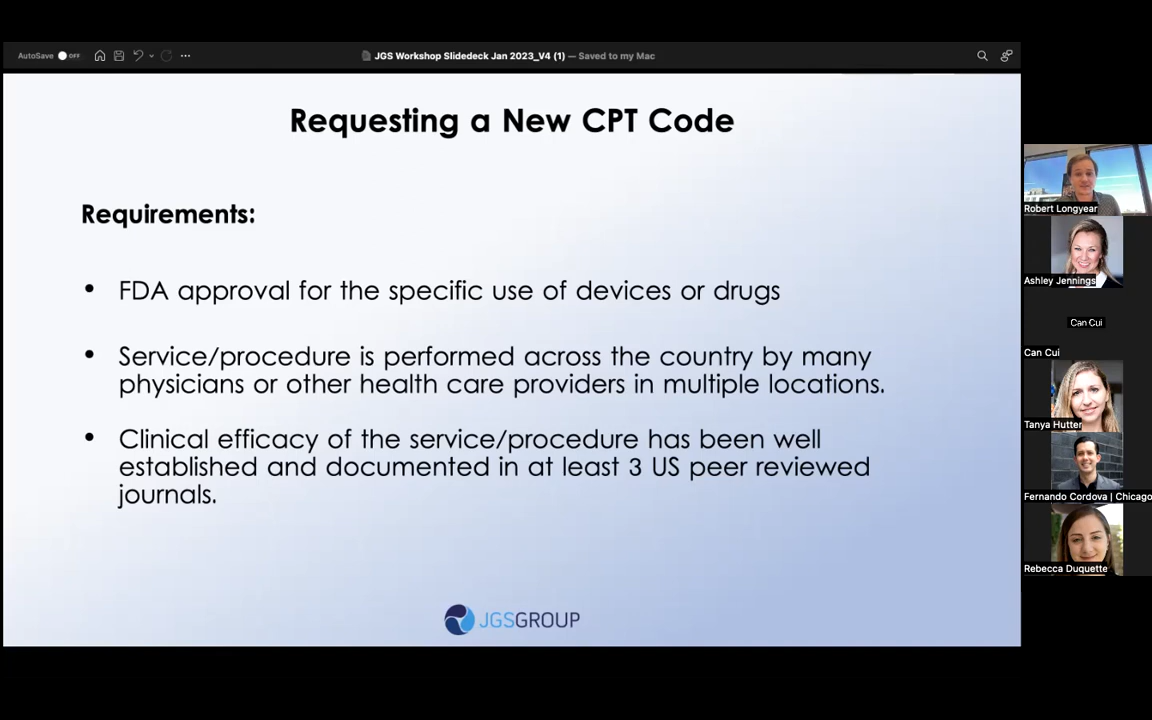 AutoSave OFF
JGS Workshop Slidedeck Jan 2023_V4 (1) — Saved to my Mac
Requesting a New CPT Code
Requirements:
• FDA approval for the specific use of devices or drugs
• Service/procedure is performed across the country by many
physicians or other health care providers in multiple locations.
• Clinical efficacy of the service/procedure has been well
established and documented in at least 3 US peer reviewed
journals.
JGSGROUP
Robert Longyear
Ashley Jennings
Can Cui
Can Cui
Tanya Hutter
Fernando Cordova | Chicago
Rebecca Duquette